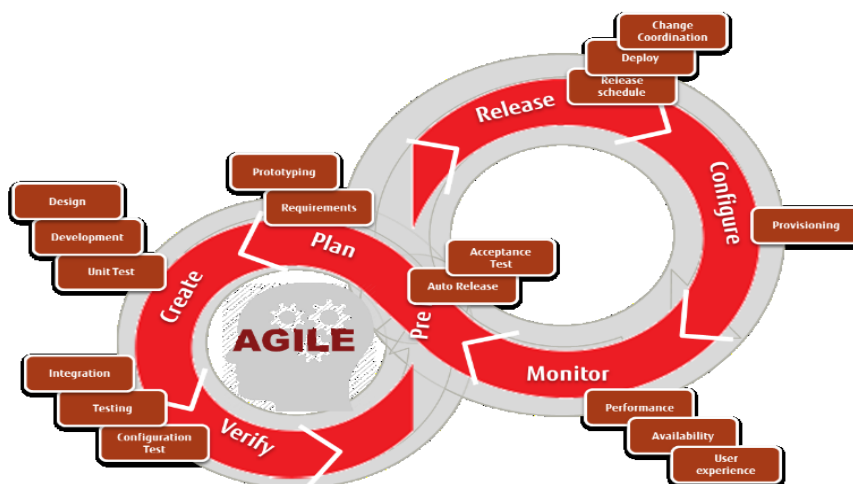 Change
Coordination
Deploy
Release
schedule
Release
Prototyping
Requirements
Design
Development
Unit Test
Plan
Configure
Provisioning
Acceptance
Test
Auto Release
Create
Pre
AGILE
Monitor
Integration
Testing
Configuration
Test
Verify
Performance
Availability
User
experience